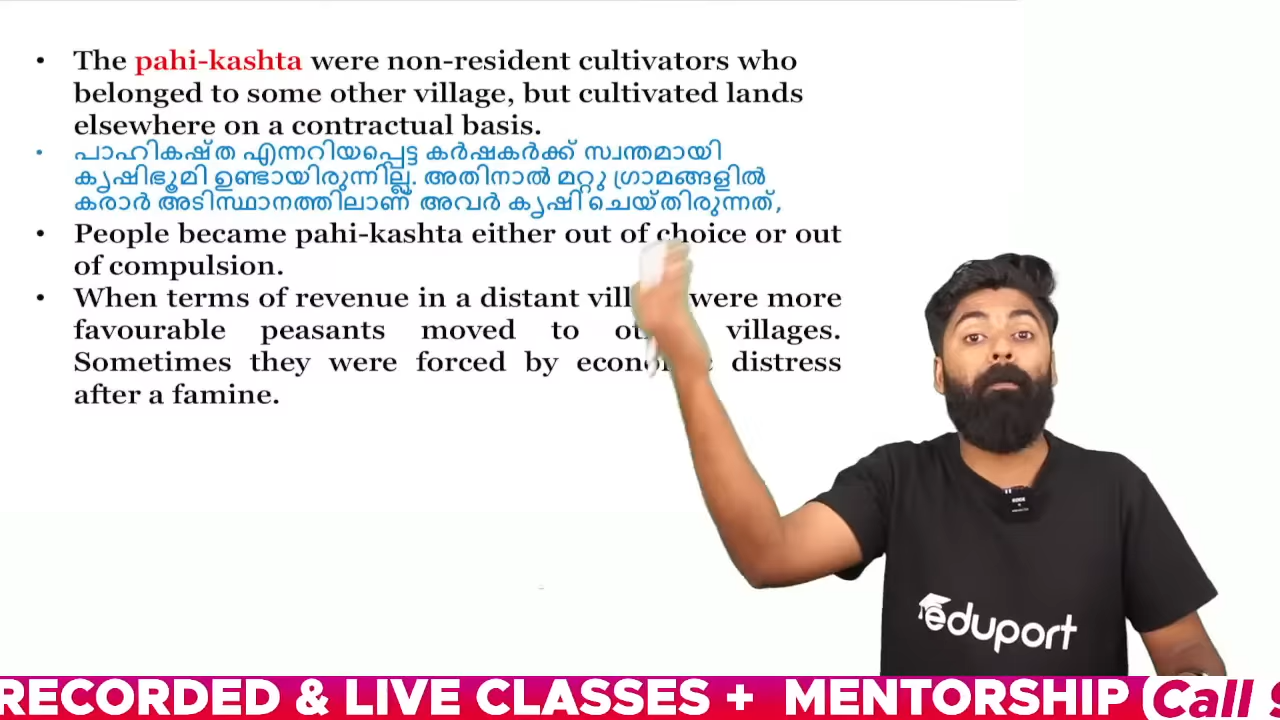 • The pahi-kashta were non-resident cultivators who
belonged to some other village, but cultivated lands
elsewhere on a contractual basis.
• പാഹികഷ്ത എന്നറിയപ്പെട്ട കർഷകർക്ക് സ്വന്തമായി
കൃഷിഭൂമി ഉണ്ടായിരുന്നില്ല. അതിനാൽ മറ്റു ഗ്രാമങ്ങളിൽ
കരാർ അടിസ്ഥാനത്തിലാണ് അവർ കൃഷി ചെയ്തിരുന്നത്,
• People became pahi-kashta either out of choice or out
of compulsion.
• When terms of revenue in a distant were more
favourable peasants moved to villages.
Sometimes they were forced by distress
after a famine.
eduport
RECORDED & LIVE CLASSES + MENTORSHIP (Call